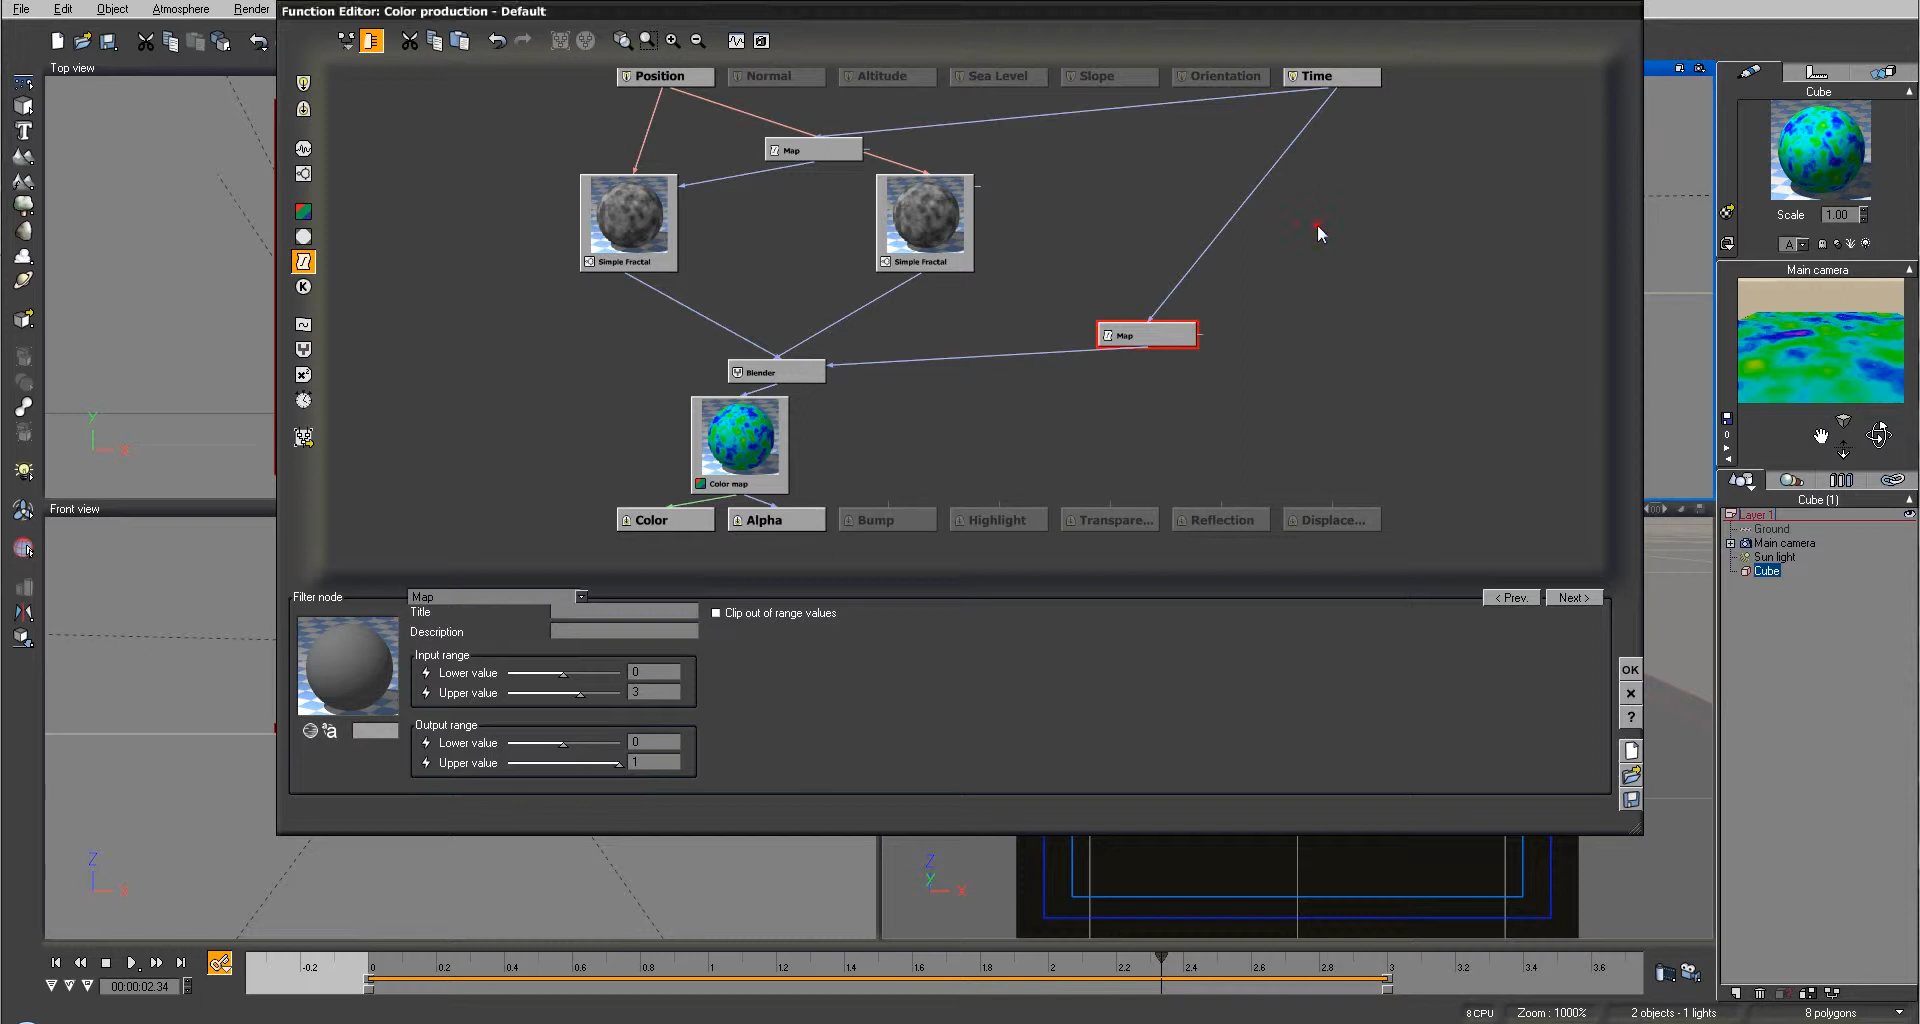 File Edit Object Atmosphere Render
Function Editor: Color production - Default
Top view
Position Normal Altitude Sea Level Slope Orientation Time
Map
Simple Fractal Simple Fractal
Map
Blender
Color map
Color Alpha Bump Highlight Transpare... Reflection Displace...
K
x²
Y
X
Front view
Z
X
Filter node
Map
< Prev. Next >
Title
Clip out of range values
Description
Input range
Lower value 0
Upper value 3
Output range
Lower value 0
Upper value 1
OK
?
Z
Y
X
Cube
Scale 1.00
A
Main camera
0
Cube (1)
Layer 1
Ground
Main camera
Sun light
Cube
-0.2 0 0.2 0.4 0.6 0.8 1 1.2 1.4 1.6 1.8 2 2.2 2.4 2.6 2.8 3 3.2 3.4 3.6
00:00:02.34
8 CPU Zoom : 1000% 2 objects - 1 lights 8 polygons